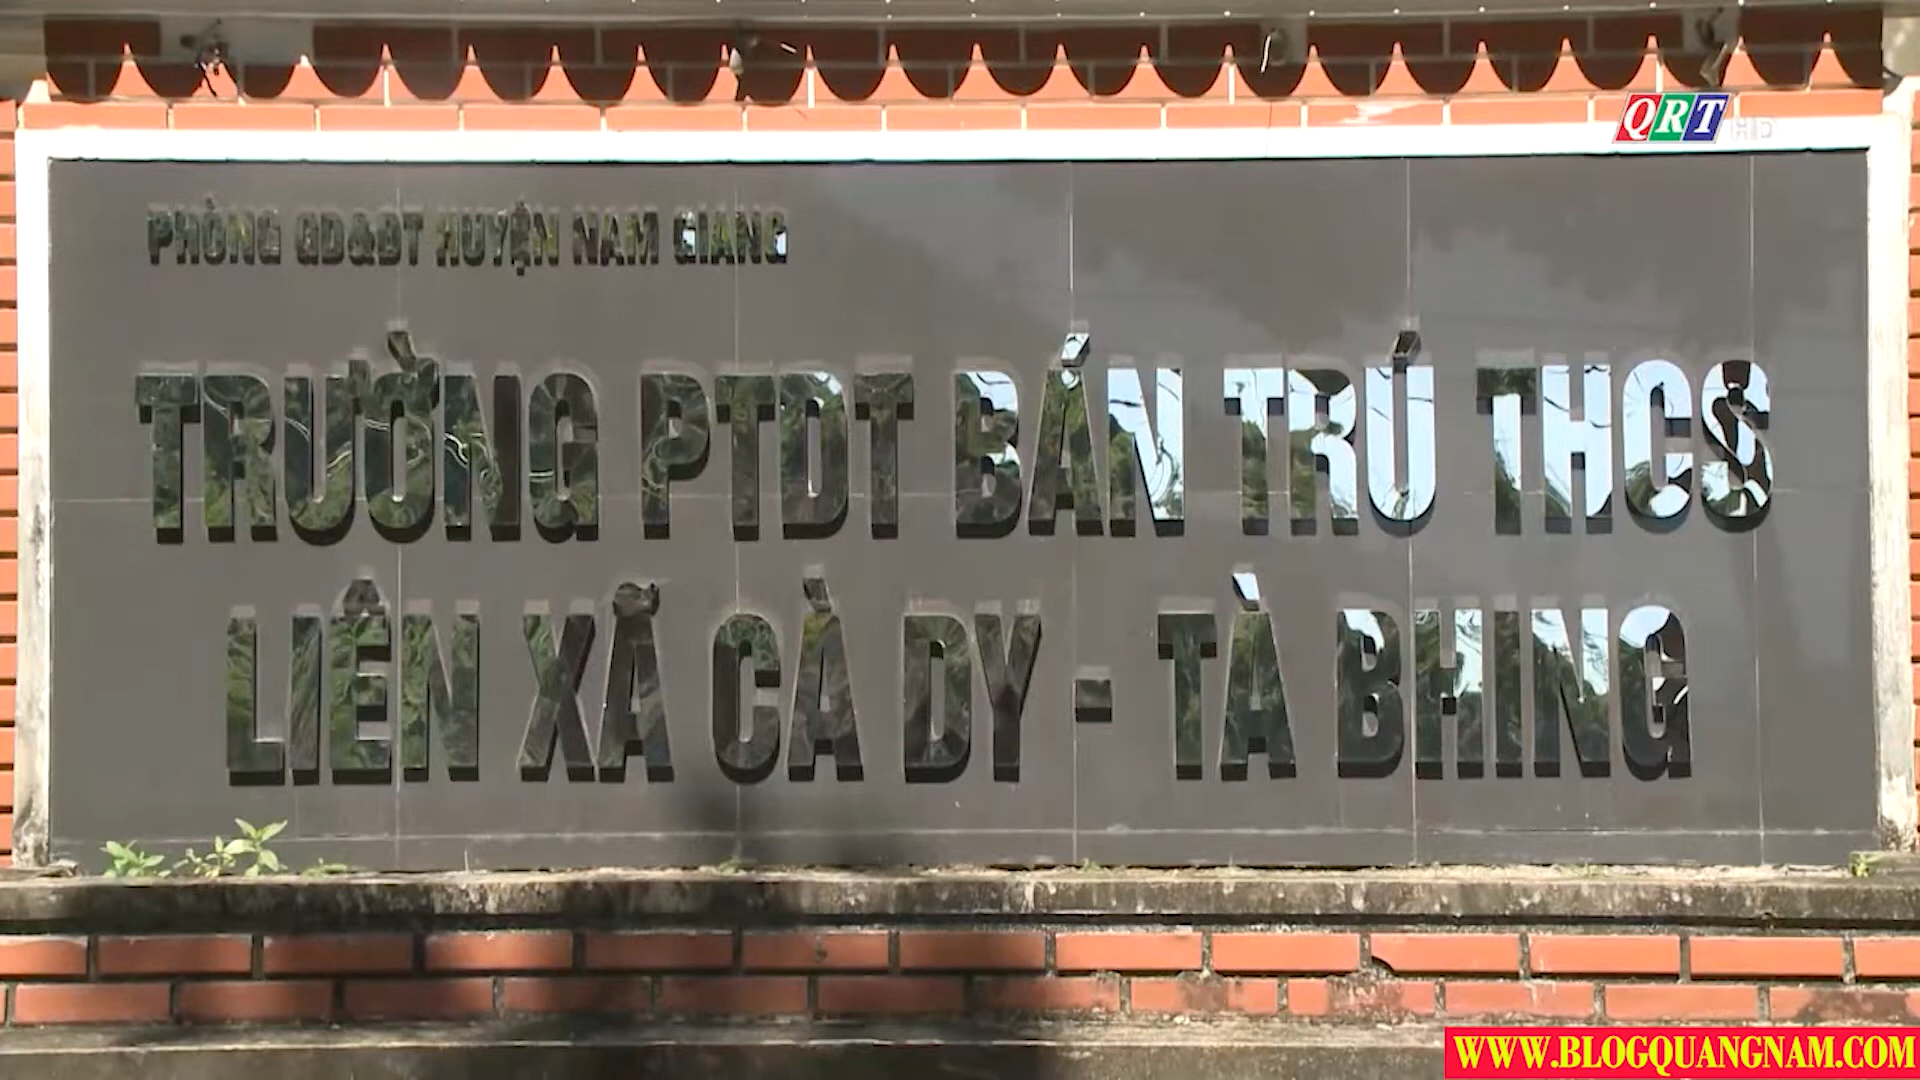 QRT HD
PHÒNG GD&ĐT HUYỆN NAM GIANG
TRƯỜNG PTDT BÁN TRÚ THCS
LIÊN XÃ CÀ DY - TÀ BHING
WWW.BLOGQUANGNAM.COM